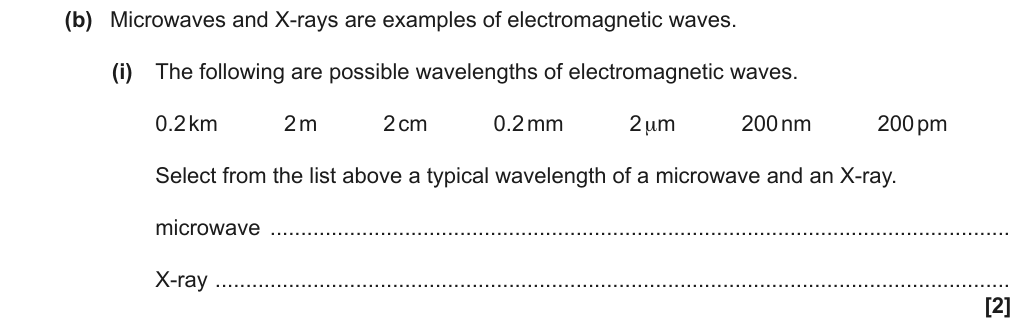 (b) Microwaves and X-rays are examples of electromagnetic waves.
(i) The following are possible wavelengths of electromagnetic waves.
0.2 km 2 m 2 cm 0.2 mm 2 μm 200 nm 200 pm
Select from the list above a typical wavelength of a microwave and an X-ray.
microwave ..............................................................................................................................
X-ray .......................................................................................................................................
[2]